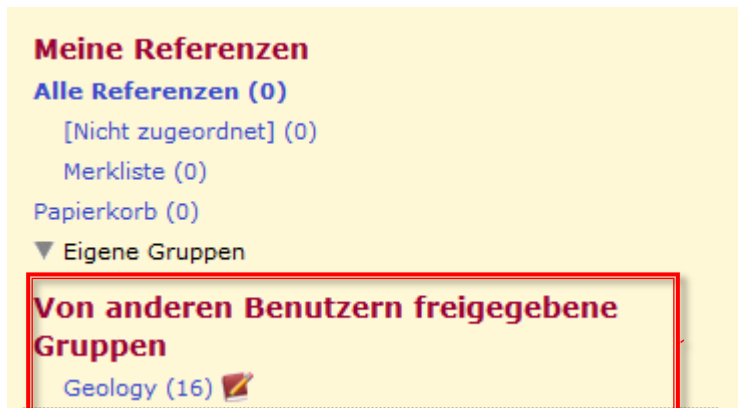 Meine Referenzen
Alle Referenzen (0)
[Nicht zugeordnet] (0)
Merkliste (0)
Papierkorb (0)
▼ Eigene Gruppen
Von anderen Benutzern freigegebene
Gruppen
Geology (16)